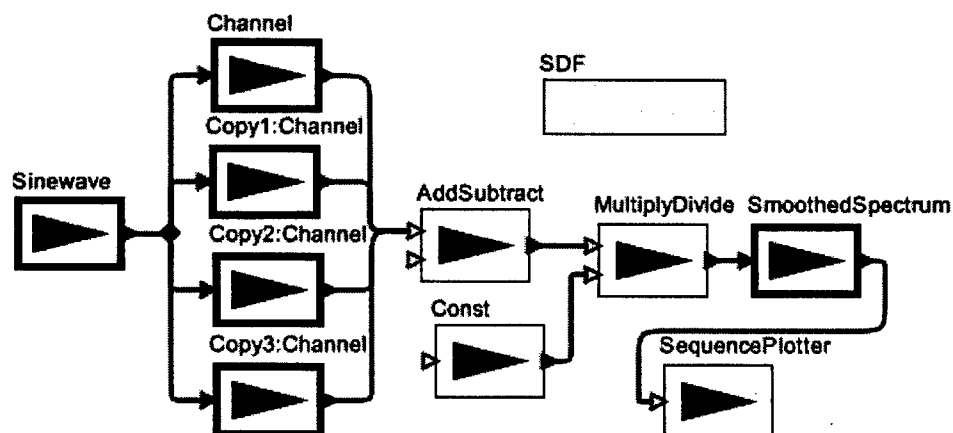 Channel
SDF
Copy1:Channel
Sinewave
AddSubtract
MultiplyDivide
SmoothedSpectrum
Copy2:Channel
Const
Copy3:Channel
SequencePlotter